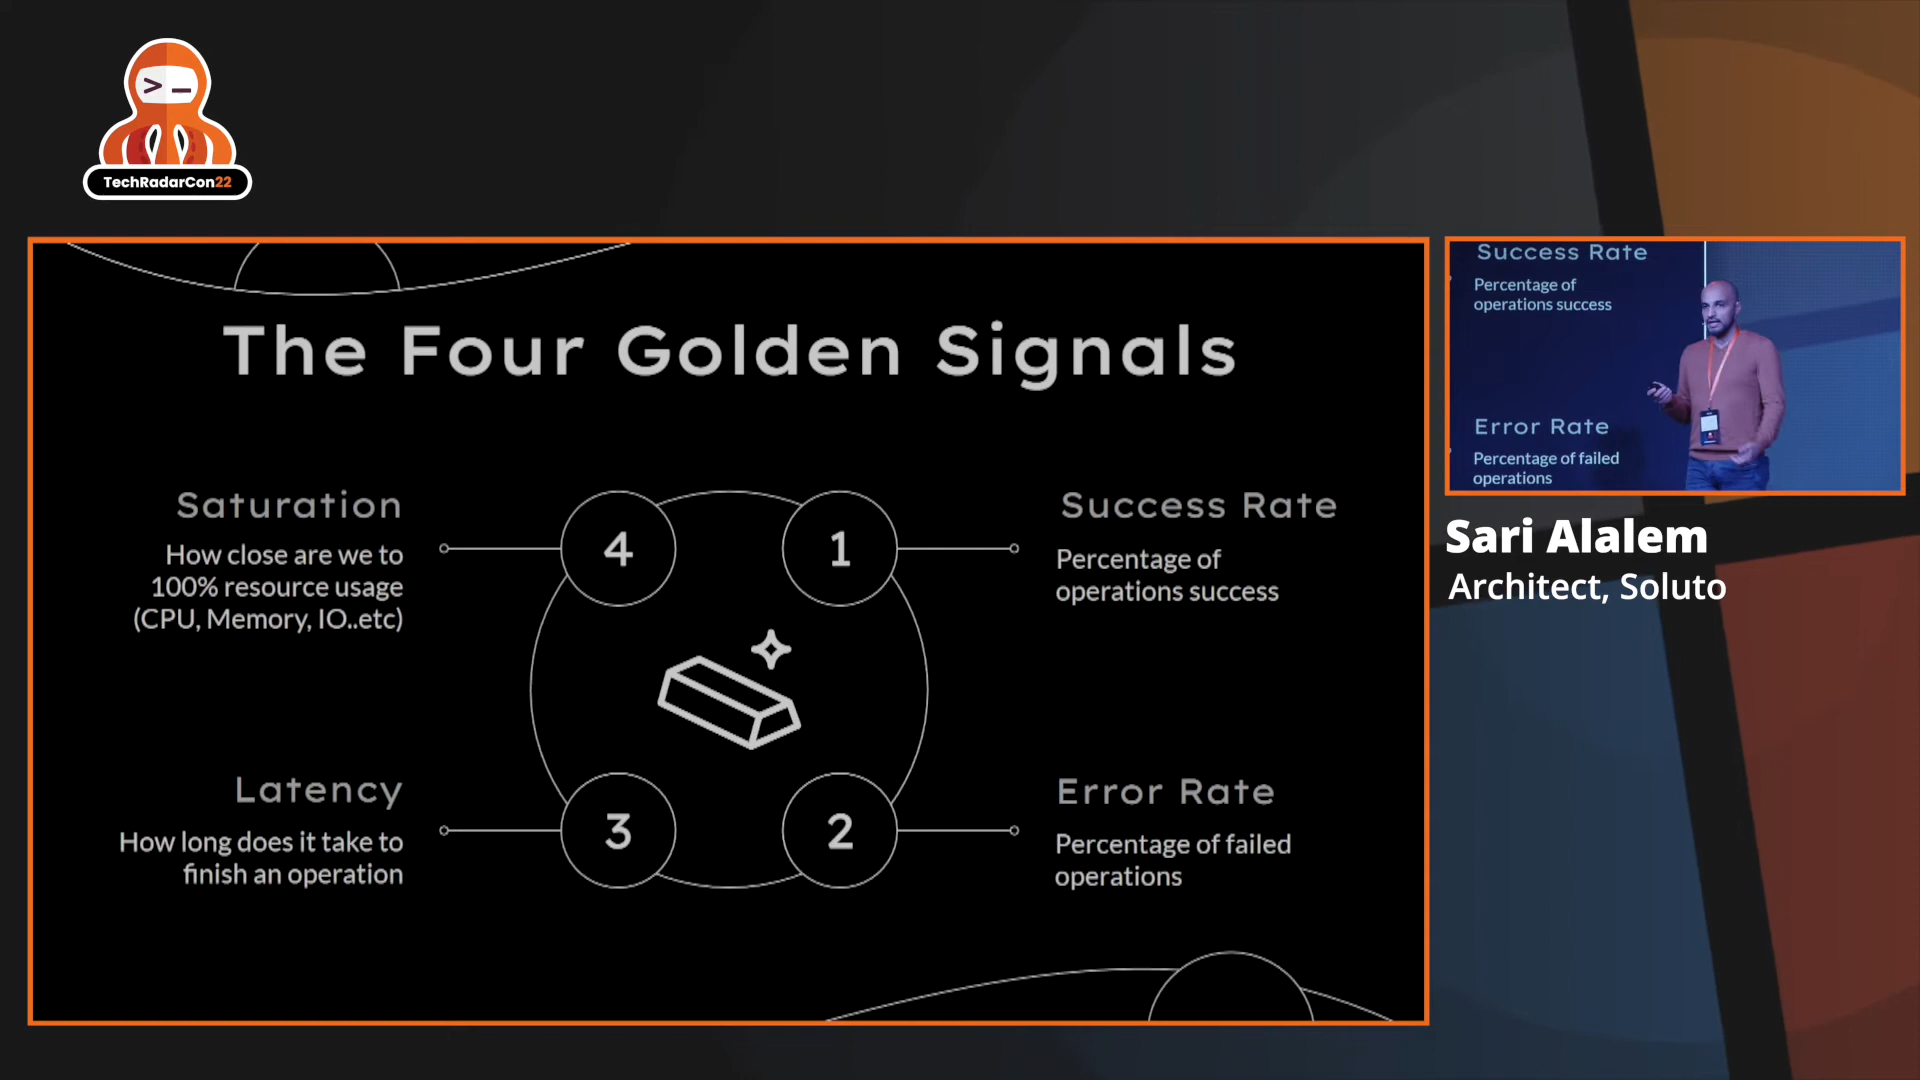 >_
TechRadarCon22
The Four Golden Signals
Saturation
How close are we to
100% resource usage
(CPU, Memory, IO..etc)
4
1
Success Rate
Percentage of
operations success
Latency
How long does it take to
finish an operation
3
2
Error Rate
Percentage of failed
operations
Success Rate
Percentage of
operations success
Error Rate
Percentage of failed
operations
Sari Alalem
Architect, Soluto